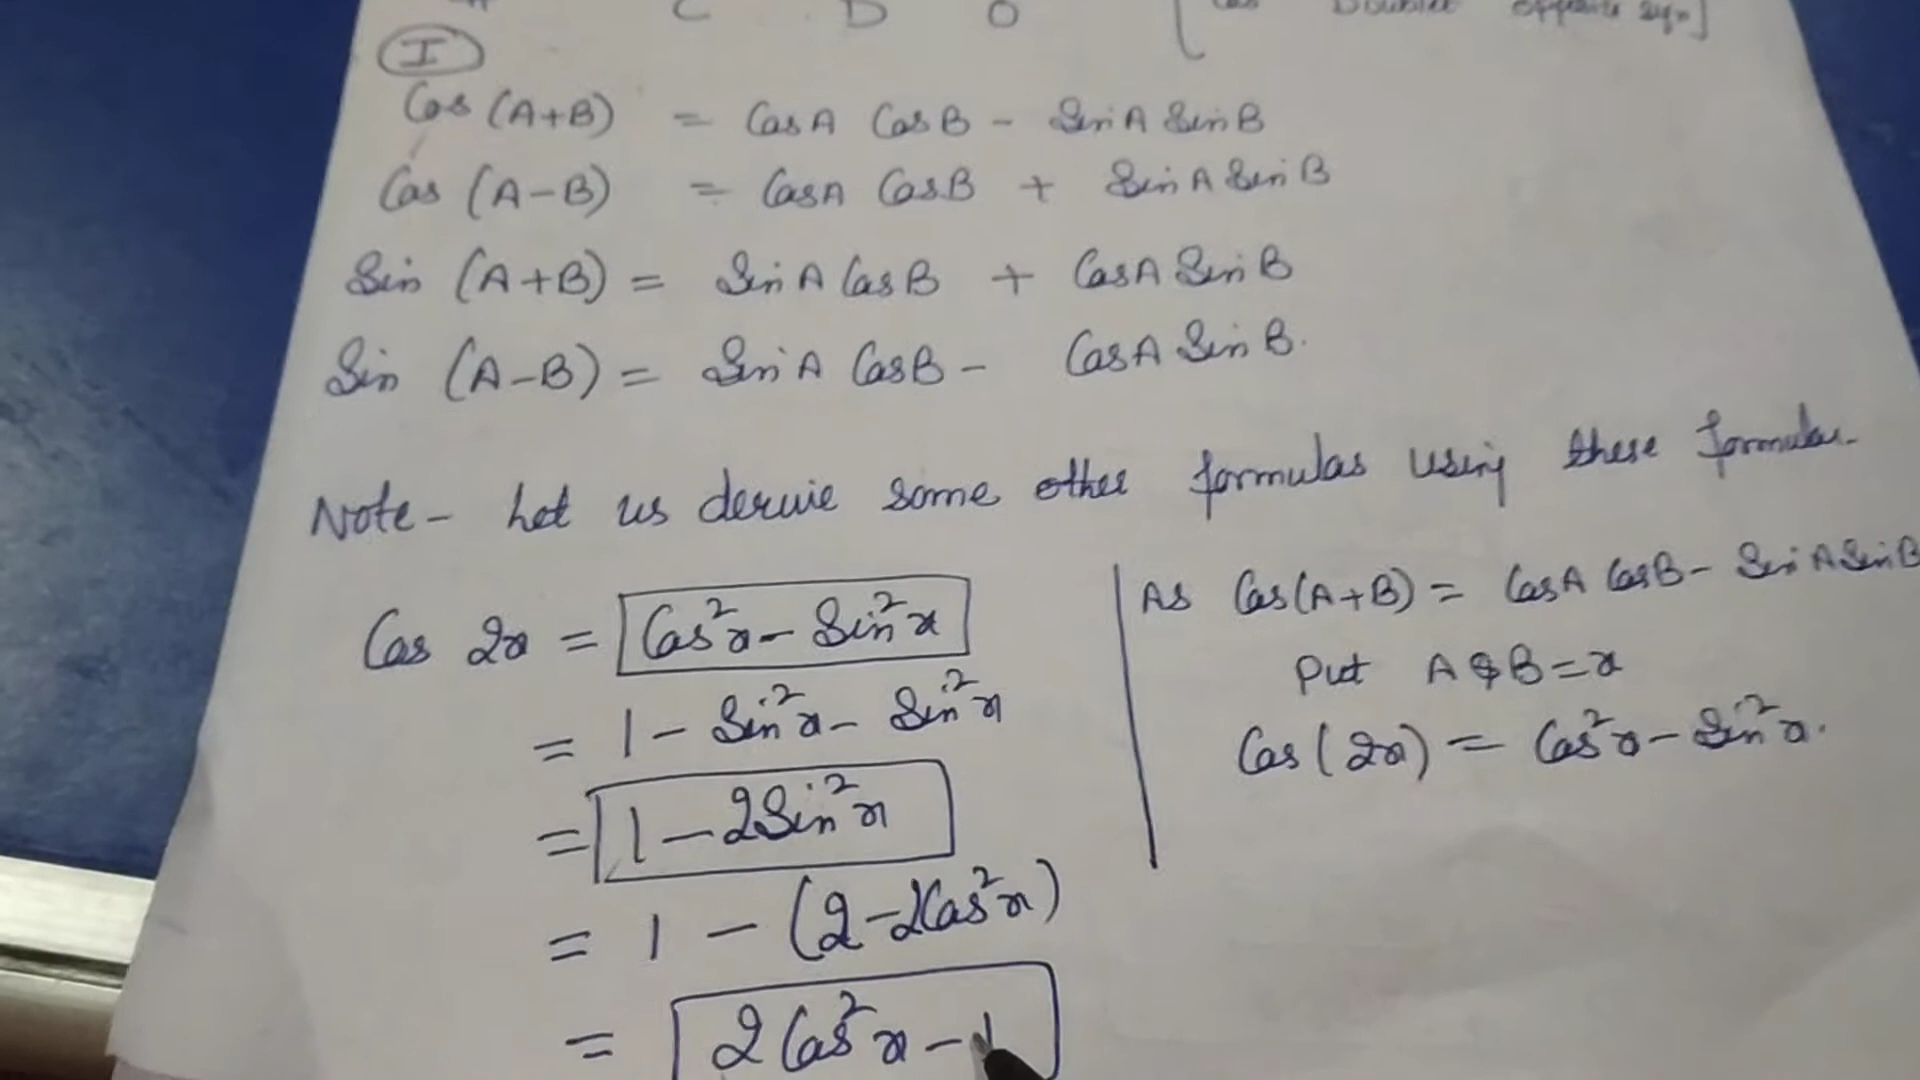 C D O
I
Cos (A+B) = CosA CosB - SinA SinB
Cos (A-B) = CosA CosB + SinA SinB
Sin (A+B) = SinA CosB + CosA SinB
Sin (A-B) = SinA CosB - CosA SinB.
Note - Let us derive some other formulas using these formulas.
Cos 2x = Cos²x - Sin²x
= 1 - Sin²x - Sin²x
= 1 - 2Sin²x
= 1 - (2-2Cos²x)
= 2Cos²x - 1
As Cos(A+B) = CosA CosB - SinA SinB
Put A & B = x
Cos(2x) = Cos²x - Sin²x.